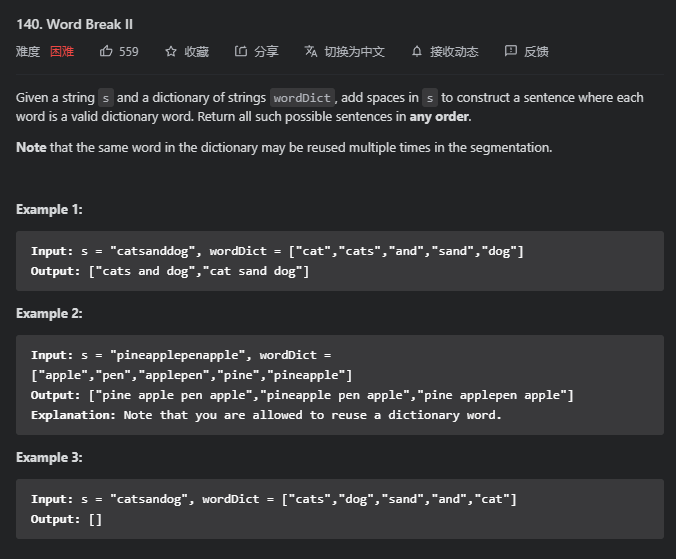 140. Word Break II
难度 困难 559 收藏 分享 切换为中文 接收动态 反馈
Given a string s and a dictionary of strings wordDict, add spaces in s to construct a sentence where each
word is a valid dictionary word. Return all such possible sentences in any order.
Note that the same word in the dictionary may be reused multiple times in the segmentation.
Example 1:
Input: s = "catsanddog", wordDict = ["cat","cats","and","sand","dog"]
Output: ["cats and dog","cat sand dog"]
Example 2:
Input: s = "pineapplepenapple", wordDict =
["apple","pen","applepen","pine","pineapple"]
Output: ["pine apple pen apple","pineapple pen apple","pine applepen apple"]
Explanation: Note that you are allowed to reuse a dictionary word.
Example 3:
Input: s = "catsandog", wordDict = ["cats","dog","sand","and","cat"]
Output: []